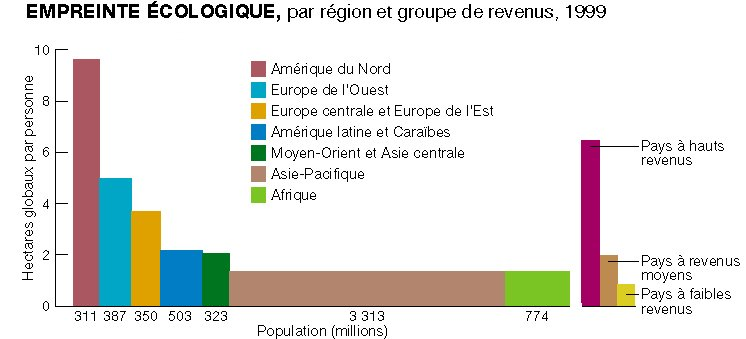 EMPREINTE ÉCOLOGIQUE, par région et groupe de revenus, 1999
Hectares globaux par personne
10
8
6
4
2
0
Amérique du Nord
Europe de l'Ouest
Europe centrale et Europe de l'Est
Amérique latine et Caraïbes
Moyen-Orient et Asie centrale
Asie-Pacifique
Afrique
Pays à hauts
revenus
Pays à revenus
moyens
Pays à faibles
revenus
311 387 350 503 323 3 313 774
Population (millions)